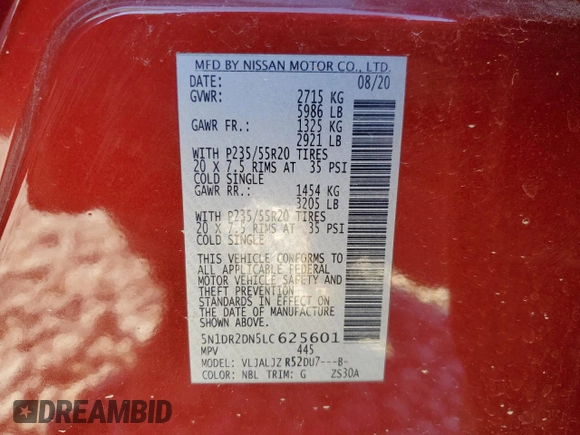 MFD BY NISSAN MOTOR CO., LTD.
DATE: 08/20
GVWR: 2715 KG
5986 LB
GAWR FR.: 1325 KG
2921 LB
WITH P235/55R20 TIRES
20 X 7.5 RIMS AT 35 PSI
COLD SINGLE
GAWR RR.: 1454 KG
3205 LB
WITH P235/55R20 TIRES
20 X 7.5 RIMS AT 35 PSI
COLD SINGLE
THIS VEHICLE CONFORMS TO
ALL APPLICABLE FEDERAL
MOTOR VEHICLE SAFETY AND
THEFT PREVENTION
STANDARDS IN EFFECT ON
THE DATE OF MANUFACTURE
SHOWN ABOVE
5N1DR2DN5LC625601
MPV 445
MODEL: VLJALJZ R52DU7---B-
COLOR: NBL TRIM: G ZS30A
DREAMBID